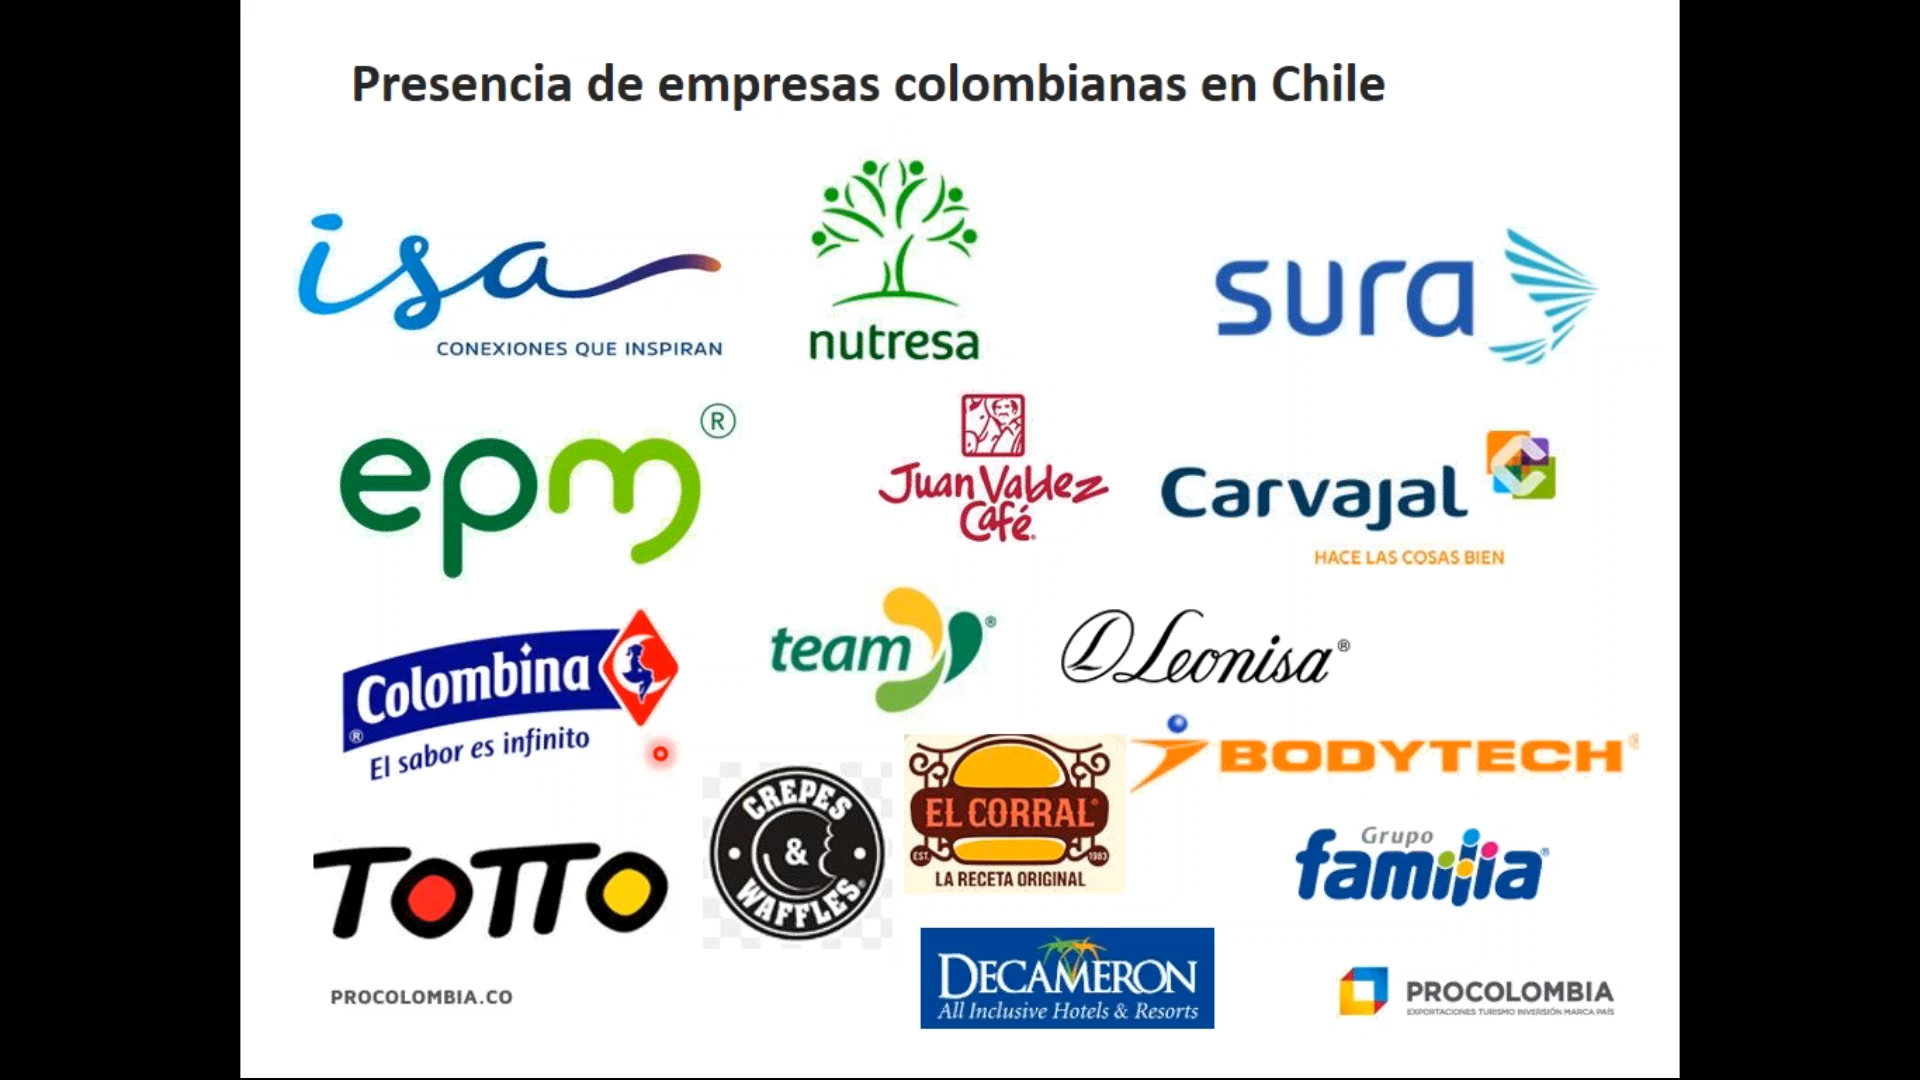 Presencia de empresas colombianas en Chile
isa
CONEXIONES QUE INSPIRAN
nutresa
sura
epm®
Juan Valdez
Café®
Carvajal
HACE LAS COSAS BIEN
Colombina®
El sabor es infinito
team®
Leonisa®
BODYTECH®
CREPES
&
WAFFLES®
EL CORRAL®
EST. 1983
LA RECETA ORIGINAL
TOTTO
Grupo
familia®
DECAMERON
All Inclusive Hotels & Resorts
PROCOLOMBIA.CO
PROCOLOMBIA
EXPORTACIONES TURISMO INVERSIÓN MARCA PAÍS